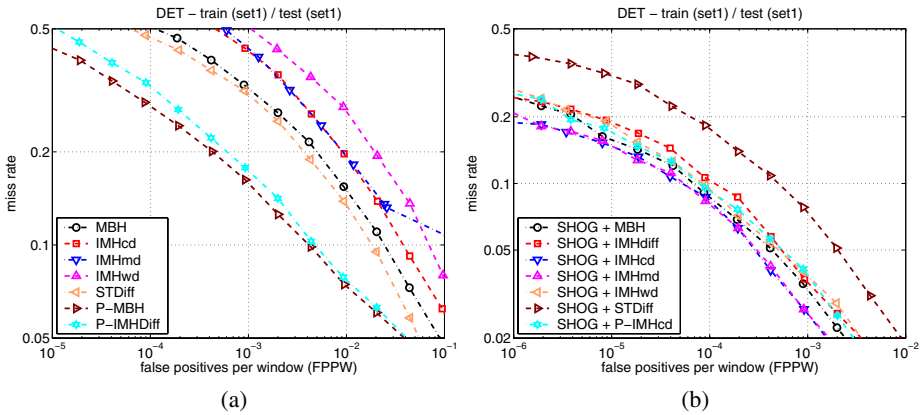 DET − train (set1) / test (set1)
miss rate
0.5
0.2
0.1
0.05
MBH
IMHcd
IMHmd
IMHwd
STDiff
P−MBH
P−IMHDiff
10−5
10−4
10−3
10−2
10−1
false positives per window (FPPW)
(a)
DET − train (set1) / test (set1)
miss rate
0.5
0.2
0.1
0.05
0.02
SHOG + MBH
SHOG + IMHdiff
SHOG + IMHcd
SHOG + IMHmd
SHOG + IMHwd
SHOG + STDiff
SHOG + P−IMHcd
10−6
10−5
10−4
10−3
10−2
false positives per window (FPPW)
(b)